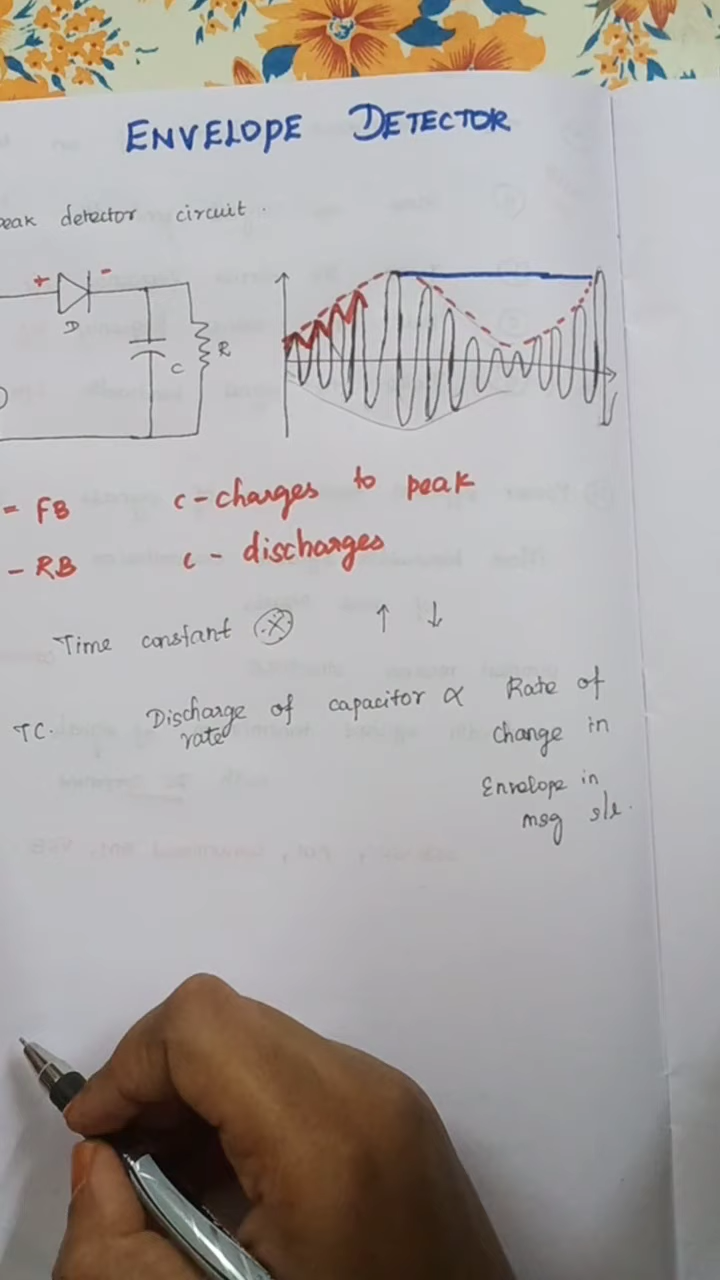 ENVELOPE DETECTOR
peak detector circuit.
+ -
D
C
R
= FB c - charges to peak
- RB c - discharges
Time constant ↑ ↓
TC. Discharge of capacitor ∝ Rate of
rate change in
Envelope in
msg